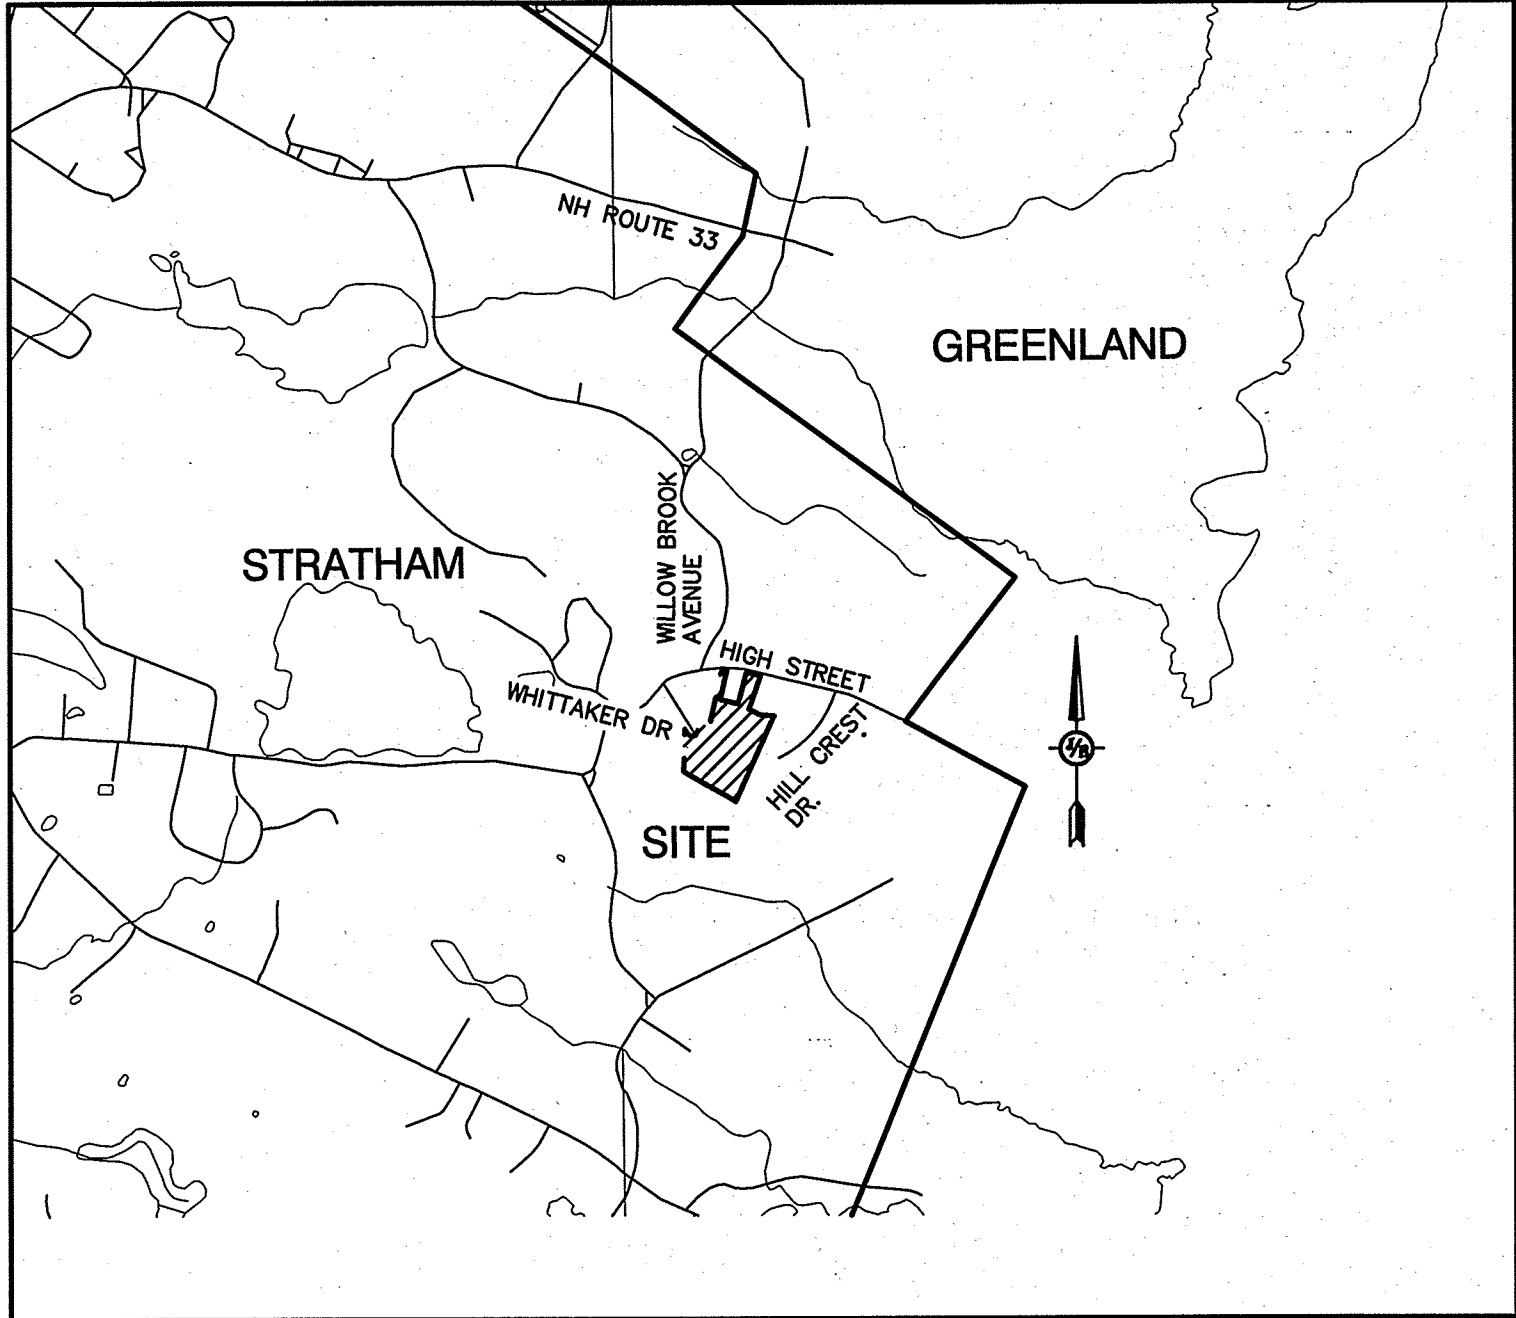 NH ROUTE 33
GREENLAND
STRATHAM
WILLOW BROOK
AVENUE
HIGH STREET
WHITTAKER DR
HILL CREST
DR.
SITE